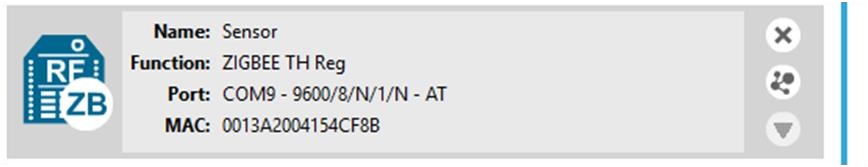 RF
ZB
Name: Sensor
Function: ZIGBEE TH Reg
Port: COM9 - 9600/8/N/1/N - AT
MAC: 0013A2004154CF8B